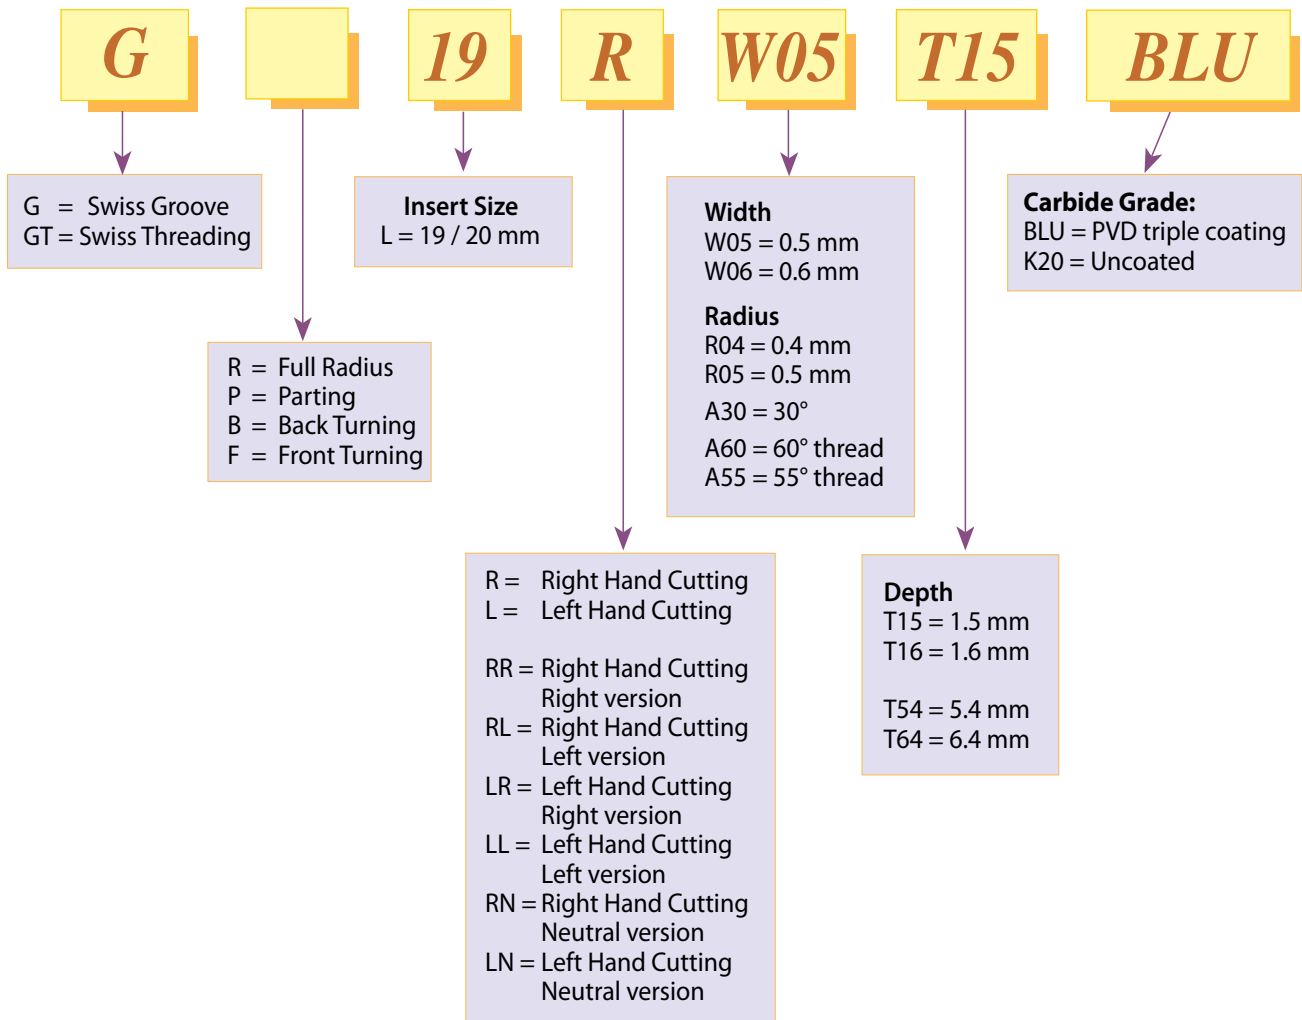 G 19 R W05 T15 BLU
G = Swiss Groove
GT = Swiss Threading
R = Full Radius
P = Parting
B = Back Turning
F = Front Turning
Insert Size
L = 19 / 20 mm
R = Right Hand Cutting
L = Left Hand Cutting
RR = Right Hand Cutting
Right version
RL = Right Hand Cutting
Left version
LR = Left Hand Cutting
Right version
LL = Left Hand Cutting
Left version
RN = Right Hand Cutting
Neutral version
LN = Left Hand Cutting
Neutral version
Width
W05 = 0.5 mm
W06 = 0.6 mm
Radius
R04 = 0.4 mm
R05 = 0.5 mm
A30 = 30°
A60 = 60° thread
A55 = 55° thread
Depth
T15 = 1.5 mm
T16 = 1.6 mm
T54 = 5.4 mm
T64 = 6.4 mm
Carbide Grade:
BLU = PVD triple coating
K20 = Uncoated